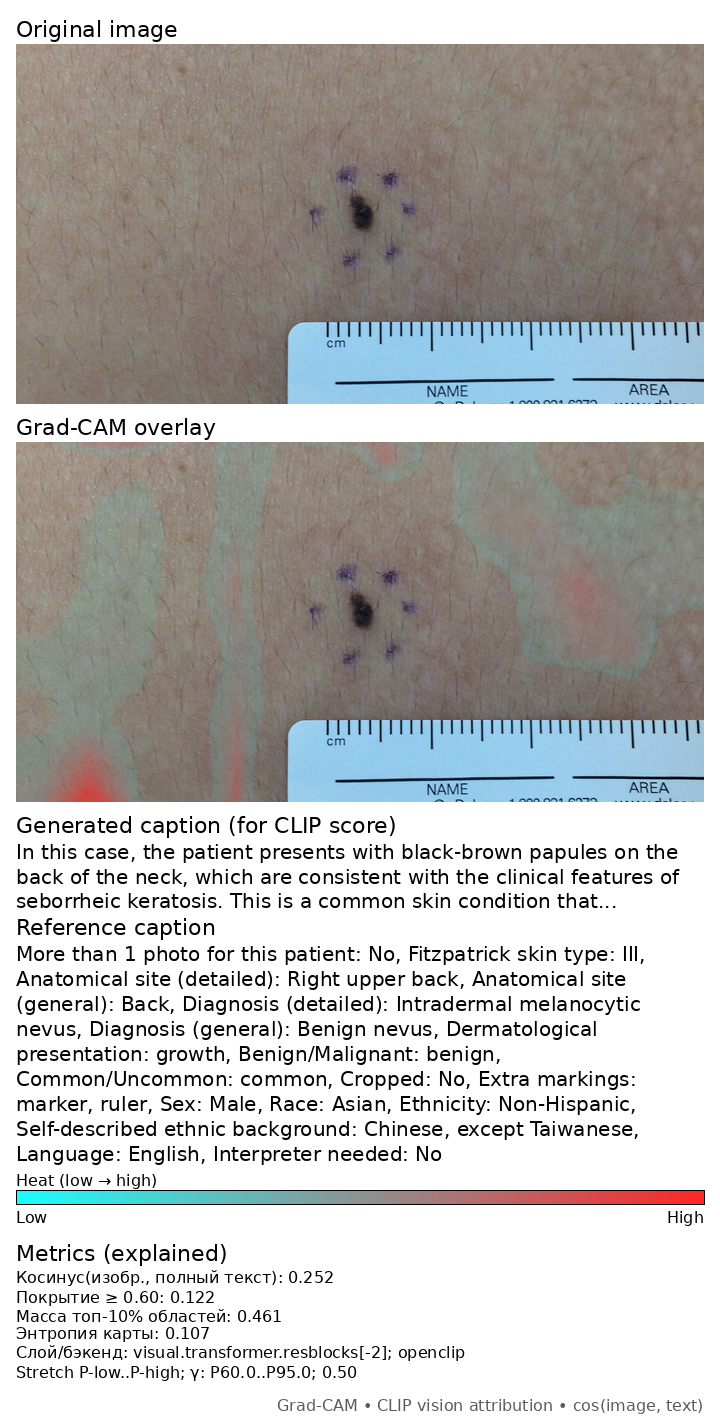 Original image
cm
NAME
AREA
Grad-CAM overlay
cm
NAME
AREA
Generated caption (for CLIP score)
In this case, the patient presents with black-brown papules on the
back of the neck, which are consistent with the clinical features of
seborrheic keratosis. This is a common skin condition that...
Reference caption
More than 1 photo for this patient: No, Fitzpatrick skin type: III,
Anatomical site (detailed): Right upper back, Anatomical site
(general): Back, Diagnosis (detailed): Intradermal melanocytic
nevus, Diagnosis (general): Benign nevus, Dermatological
presentation: growth, Benign/Malignant: benign,
Common/Uncommon: common, Cropped: No, Extra markings:
marker, ruler, Sex: Male, Race: Asian, Ethnicity: Non-Hispanic,
Self-described ethnic background: Chinese, except Taiwanese,
Language: English, Interpreter needed: No
Heat (low → high)
Low
High
Metrics (explained)
Косинус(изобр., полный текст): 0.252
Покрытие ≥ 0.60: 0.122
Масса топ-10% областей: 0.461
Энтропия карты: 0.107
Слой/бэкенд: visual.transformer.resblocks[-2]; openclip
Stretch P-low..P-high; γ: P60.0..P95.0; 0.50
Grad-CAM • CLIP vision attribution • cos(image, text)